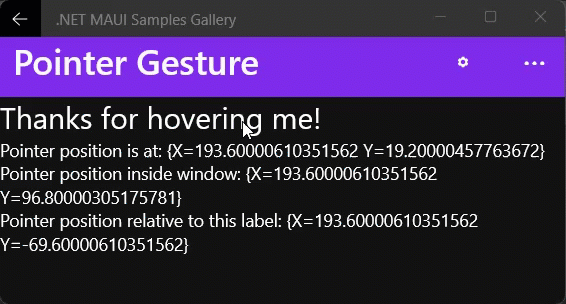 .NET MAUI Samples Gallery
Pointer Gesture
Thanks for hovering me!
Pointer position is at: {X=193.60000610351562 Y=19.20000457763672}
Pointer position inside window: {X=193.60000610351562
Y=96.80000305175781}
Pointer position relative to this label: {X=193.60000610351562
Y=-69.60000610351562}